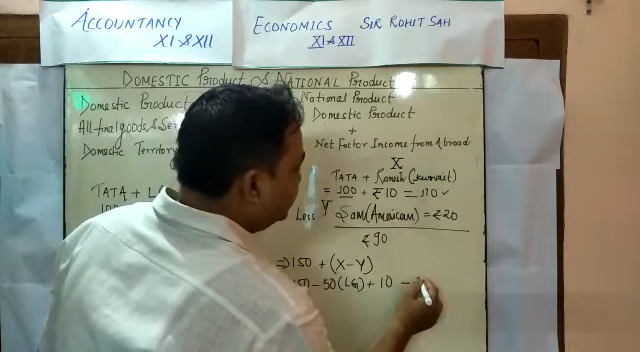 ACCOUNTANCY
XI & XII
ECONOMICS SIR ROHIT SAH
XI & XII
DOMESTIC Product & NATIONAL Product
Domestic Product
All final goods &
Domestic Territory
TATA +
National Product
Domestic Product
+
Net Factor Income from Abroad
X
TATA + Ramesh (Kuwait)
= 100 + ₹10 = 110 ✓
Less Y Sam (American) = ₹20
₹90
⇒ 150 + (X-Y)
50 - 50 (LG) + 10 -